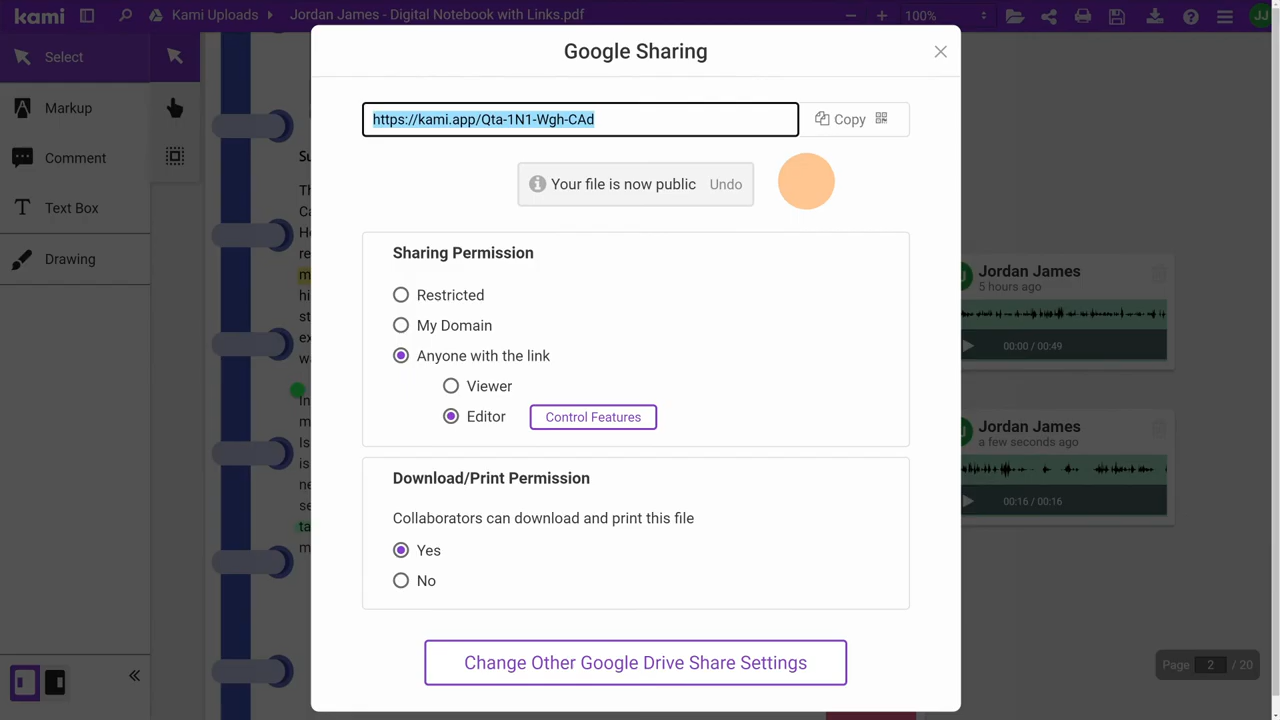 kami
Kami Uploads
Jordan James - Digital Notebook with Links.pdf
100%
JJ
Google Sharing
Select
Markup
Comment
Text Box
Drawing
https://kami.app/Qta-1N1-Wgh-CAd
Copy
Your file is now public Undo
Sharing Permission
Restricted
My Domain
Anyone with the link
Viewer
Editor
Control Features
Download/Print Permission
Collaborators can download and print this file
Yes
No
Change Other Google Drive Share Settings
Jordan James
5 hours ago
00:00 / 00:49
Jordan James
a few seconds ago
00:16 / 00:16
Page 2 / 20